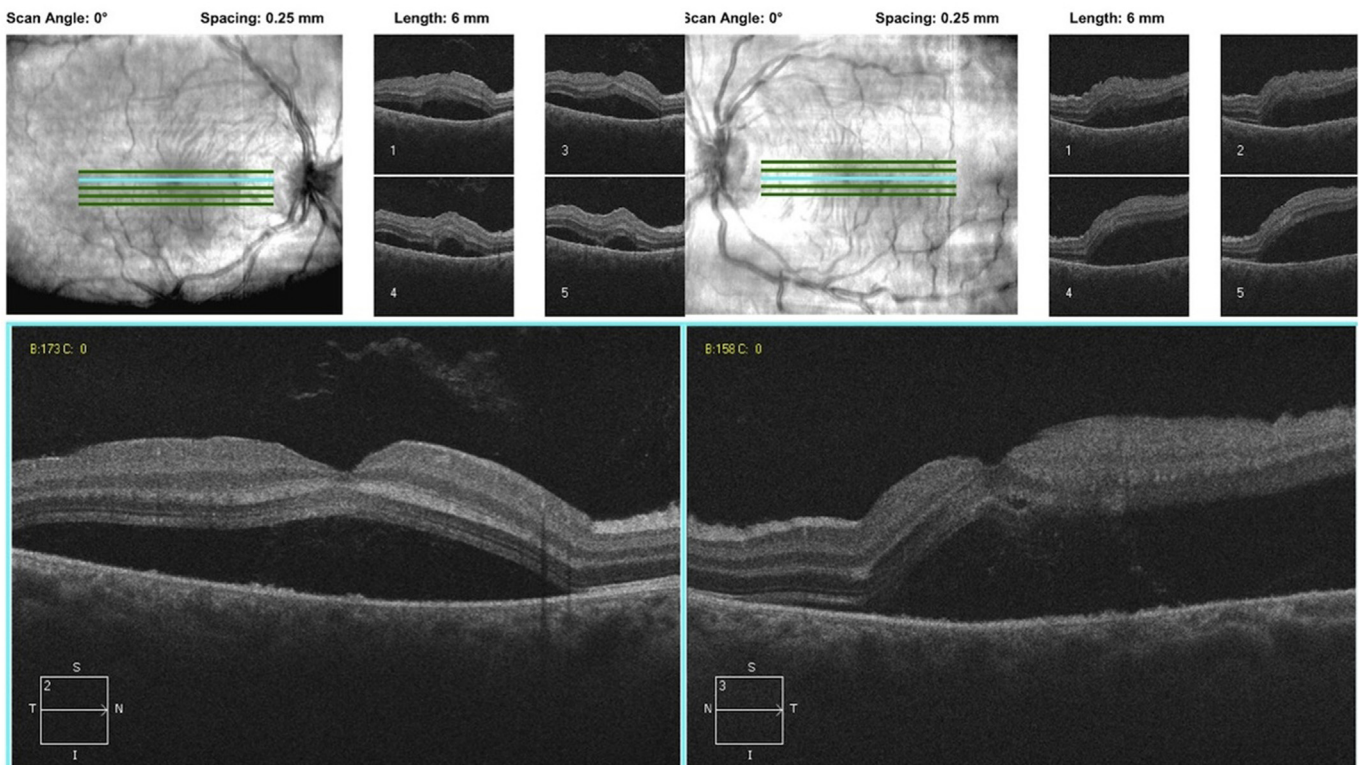 Scan Angle: 0° Spacing: 0.25 mm Length: 6 mm
Scan Angle: 0° Spacing: 0.25 mm Length: 6 mm
1 3
4 5
1 2
4 5
B:173 C: 0
S
2
T N
I
B:158 C: 0
S
3
N T
I